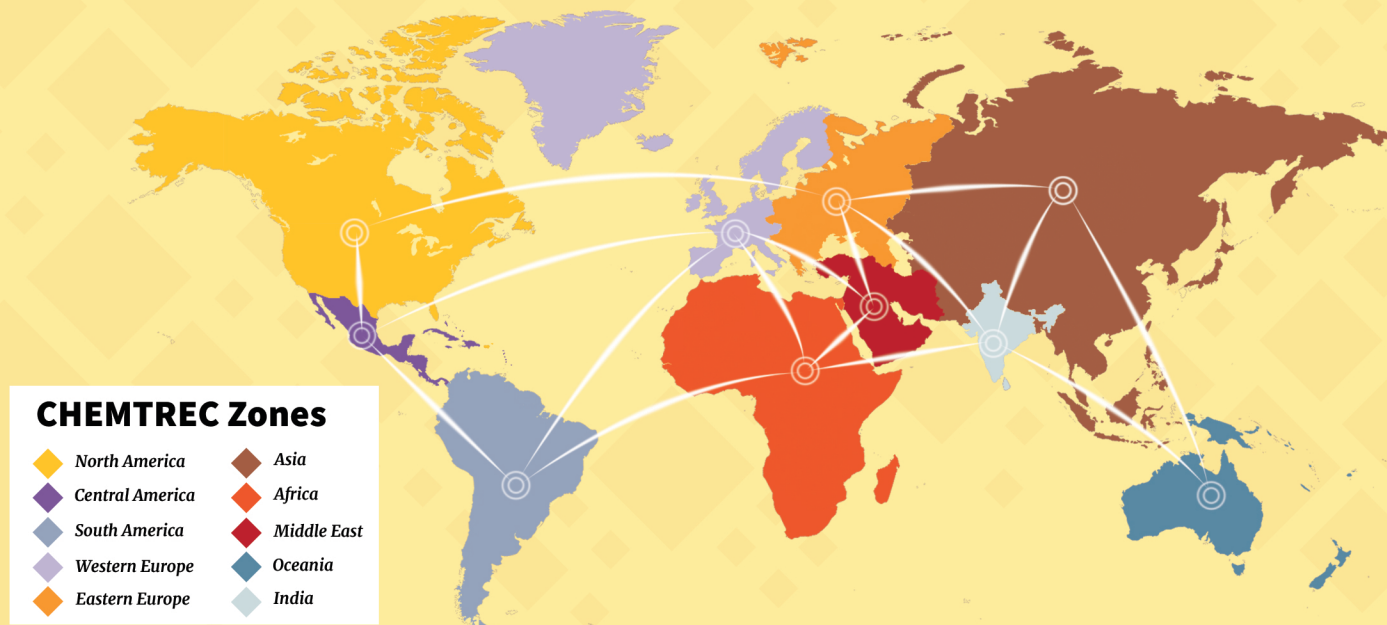 CHEMTREC Zones
North America
Central America
South America
Western Europe
Eastern Europe
Asia
Africa
Middle East
Oceania
India